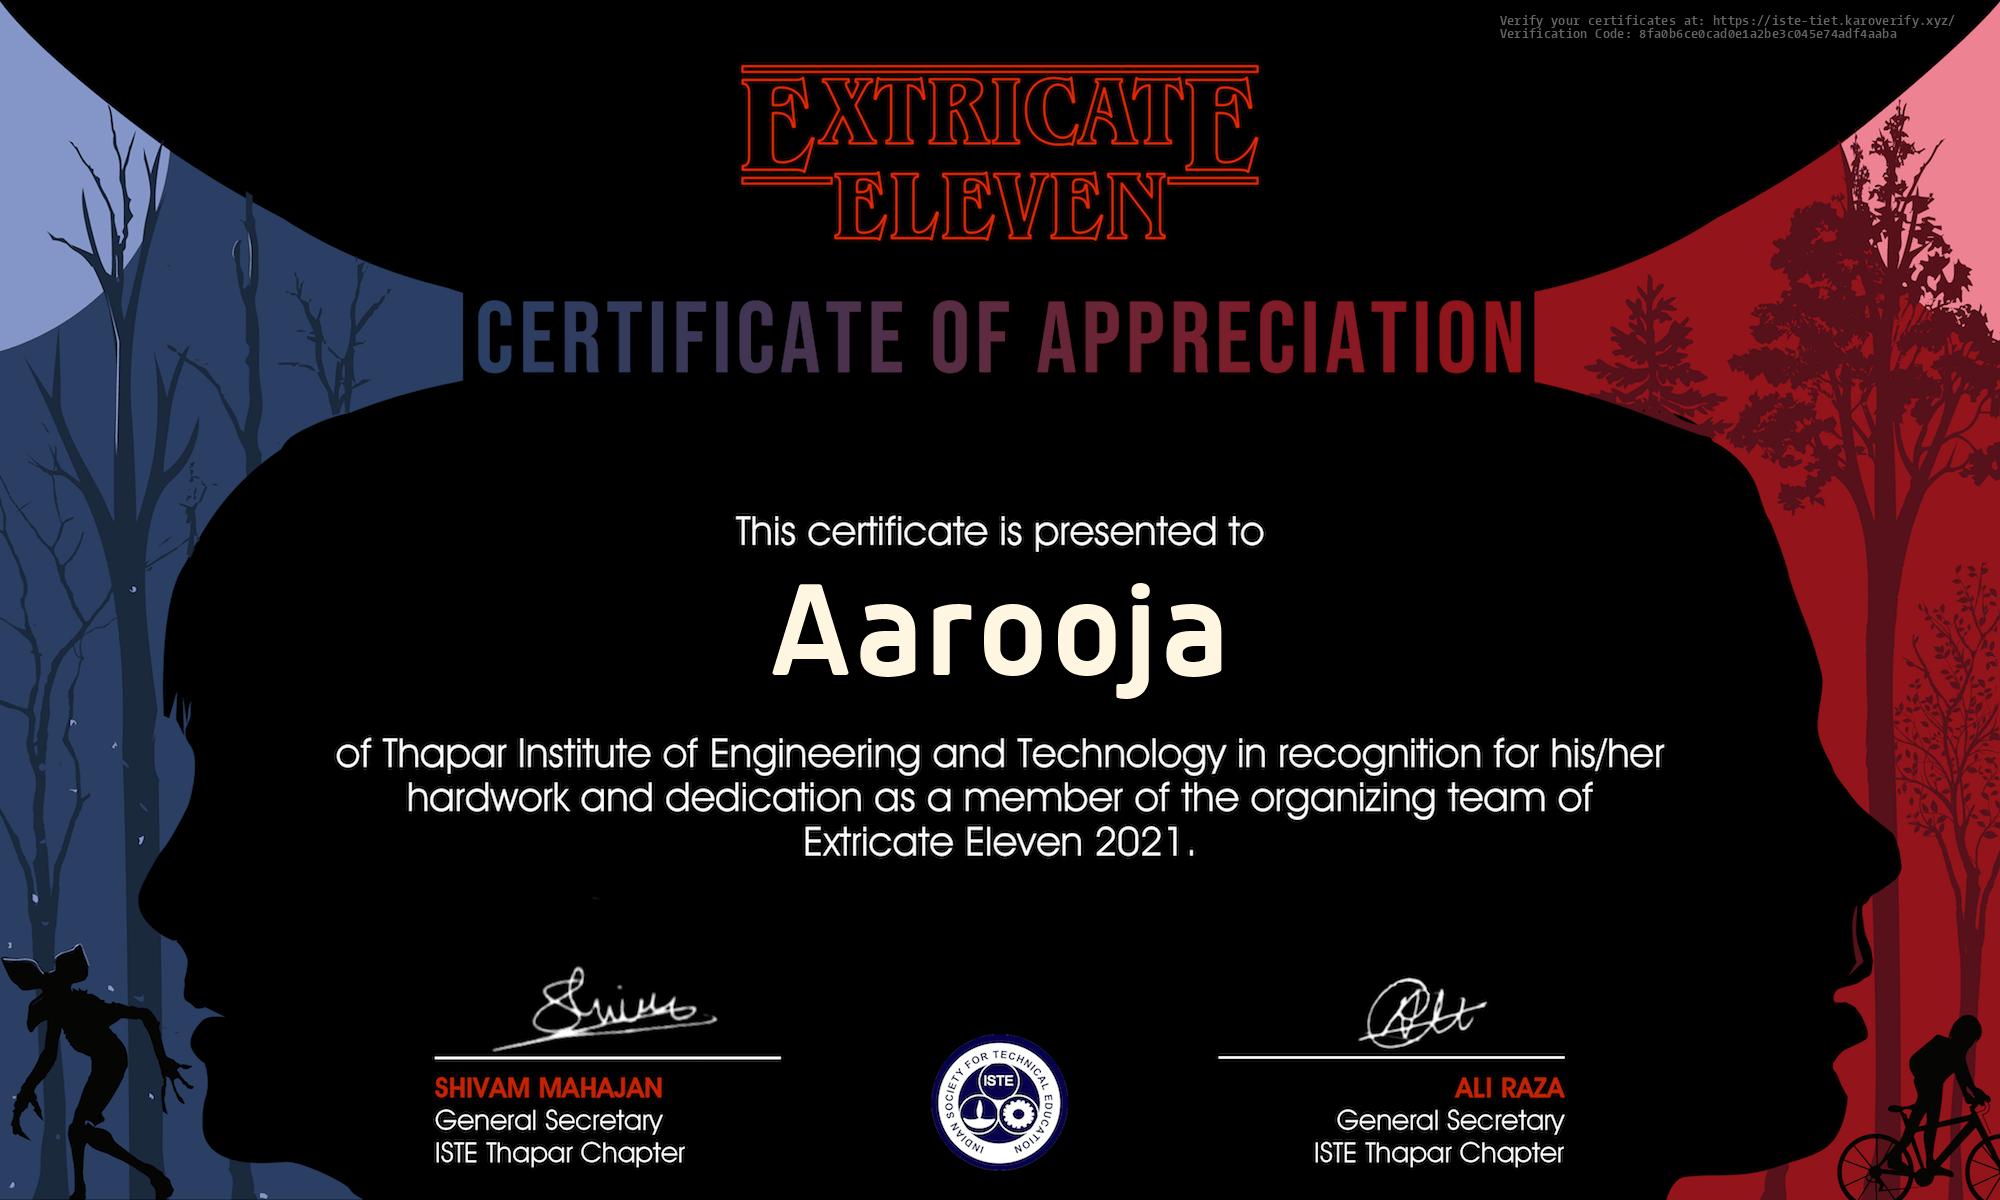 Verify your certificates at: https://iste-tiet.karoverify.xyz/
Verification Code: 8fa0b6ce0cad0e1a2be3c045e74adf4aaba
EXTRICATE
ELEVEN
CERTIFICATE OF APPRECIATION
This certificate is presented to
Aarooja
of Thapar Institute of Engineering and Technology in recognition for his/her
hardwork and dedication as a member of the organizing team of
Extricate Eleven 2021.
SHIVAM MAHAJAN
General Secretary
ISTE Thapar Chapter
INDIAN SOCIETY FOR TECHNICAL EDUCATION
ISTE
ALI RAZA
General Secretary
ISTE Thapar Chapter